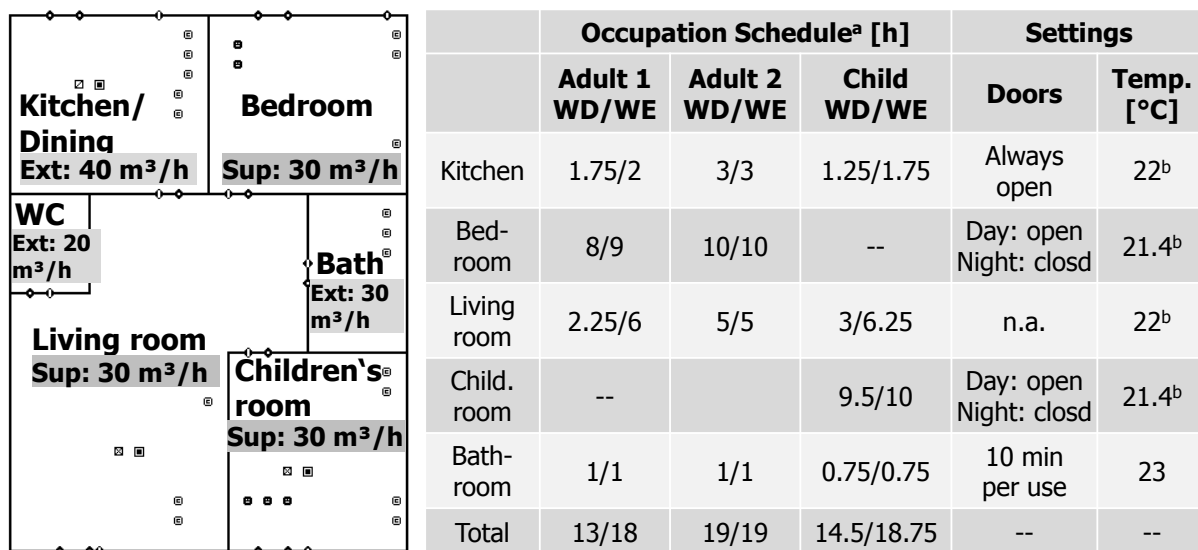 Kitchen/
Dining
Ext: 40 m³/h
Bedroom
Sup: 30 m³/h
WC
Ext: 20
m³/h
Bath
Ext: 30
m³/h
Living room
Sup: 30 m³/h
Children‘s
room
Sup: 30 m³/h
Occupation Scheduleᵃ [h] Settings
Adult 1 Adult 2 Child Doors Temp.
WD/WE WD/WE WD/WE [°C]
Kitchen 1.75/2 3/3 1.25/1.75 Always 22ᵇ
open
Bed- 8/9 10/10 -- Day: open 21.4ᵇ
room Night: closd
Living 2.25/6 5/5 3/6.25 n.a. 22ᵇ
room
Child. -- 9.5/10 Day: open 21.4ᵇ
room Night: closd
Bath- 1/1 1/1 0.75/0.75 10 min 23
room per use
Total 13/18 19/19 14.5/18.75 -- --